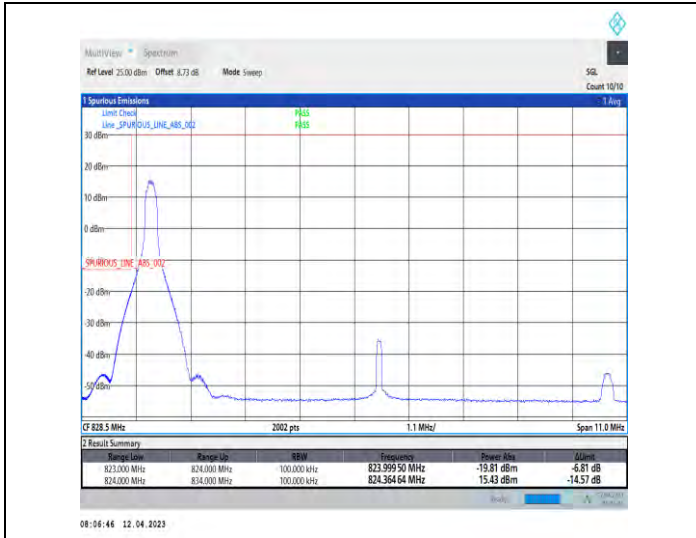 MultiView Spectrum
Ref Level 25.00 dBm Offset 8.73 dB Mode Sweep SGL
Count 10/10
1 Spurious Emissions 1 Avg
Limit Check PASS
Line _SPURIOUS_LINE_ABS_002 PASS
30 dBm
20 dBm
10 dBm
0 dBm
_SPURIOUS_LINE_ABS_002
-20 dBm
-30 dBm
-40 dBm
-50 dBm
CF 828.5 MHz 2002 pts 1.1 MHz/ Span 11.0 MHz
2 Result Summary
Range Low Range Up RBW Frequency Power Abs ΔLimit
823.000 MHz 824.000 MHz 100.000 kHz 823.999 50 MHz -19.81 dBm -6.81 dB
824.000 MHz 834.000 MHz 100.000 kHz 824.364 64 MHz 15.43 dBm -14.57 dB
08:06:46 12.04.2023